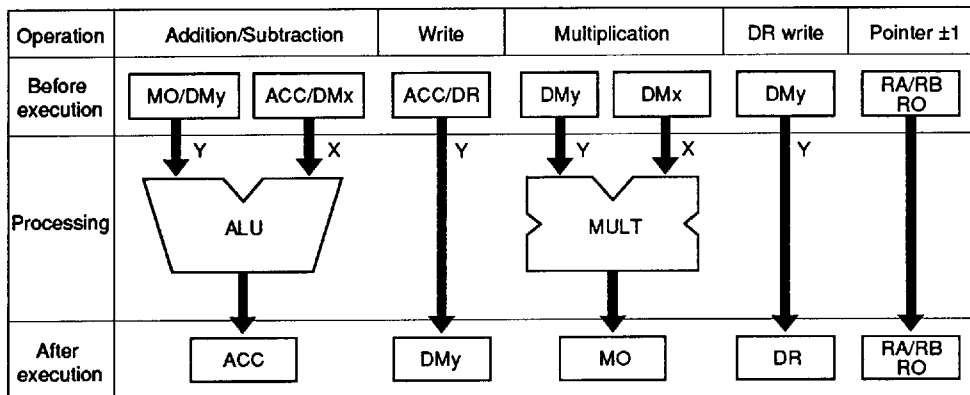 Operation Addition/Subtraction Write Multiplication DR write Pointer ±1
Before execution
MO/DMy ACC/DMx ACC/DR DMy DMx DMy RA/RB RO
Y X Y Y X Y
Processing
ALU MULT
After execution
ACC DMy MO DR RA/RB RO